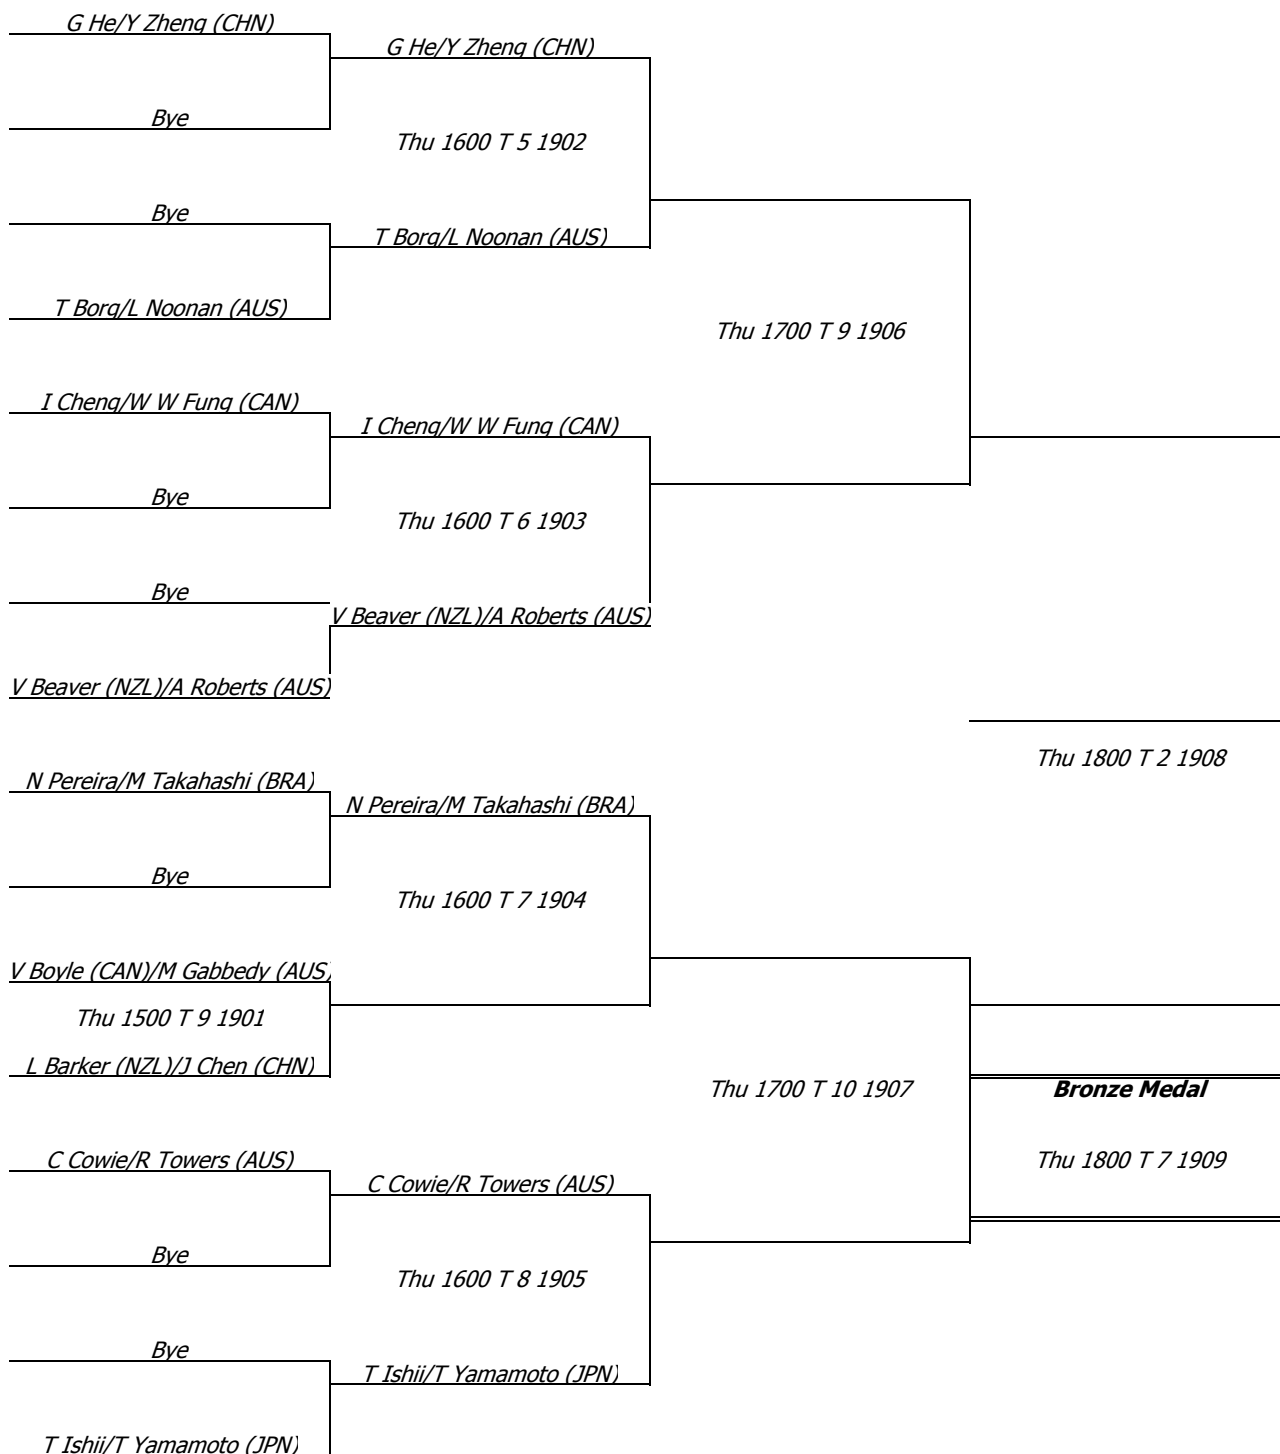 G He/Y Zheng (CHN)
G He/Y Zheng (CHN)
Bye
Thu 1600 T 5 1902
Bye
T Borg/L Noonan (AUS)
T Borg/L Noonan (AUS)
Thu 1700 T 9 1906
I Cheng/W W Fung (CAN)
I Cheng/W W Fung (CAN)
Bye
Thu 1600 T 6 1903
Bye
V Beaver (NZL)/A Roberts (AUS)
V Beaver (NZL)/A Roberts (AUS)
Thu 1800 T 2 1908
N Pereira/M Takahashi (BRA)
N Pereira/M Takahashi (BRA)
Bye
Thu 1600 T 7 1904
V Boyle (CAN)/M Gabbedy (AUS)
Thu 1500 T 9 1901
L Barker (NZL)/J Chen (CHN)
Thu 1700 T 10 1907
Bronze Medal
C Cowie/R Towers (AUS)
Thu 1800 T 7 1909
C Cowie/R Towers (AUS)
Bye
Thu 1600 T 8 1905
Bye
T Ishii/T Yamamoto (JPN)
T Ishii/T Yamamoto (JPN)